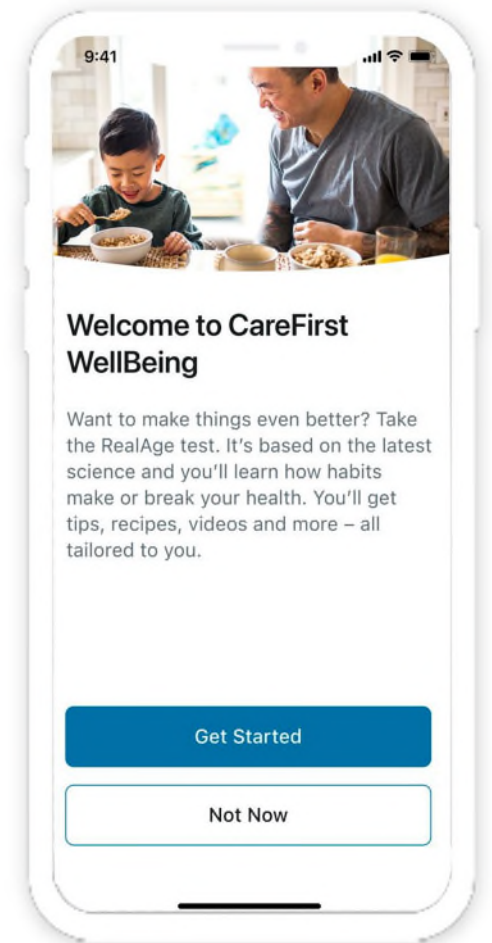 9:41
Welcome to CareFirst
WellBeing
Want to make things even better? Take
the RealAge test. It’s based on the latest
science and you’ll learn how habits
make or break your health. You’ll get
tips, recipes, videos and more – all
tailored to you.
Get Started
Not Now